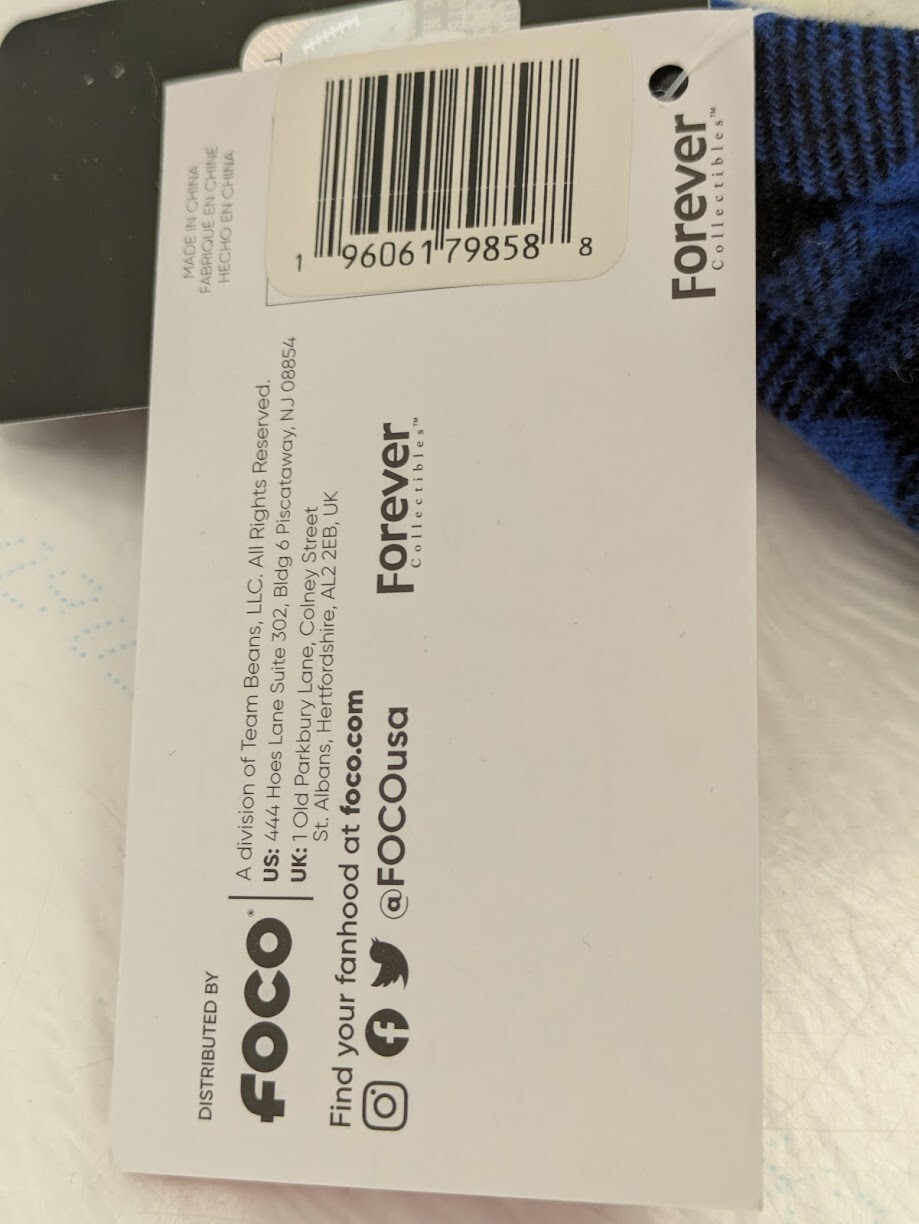 DISTRIBUTED BY
foco®
A division of Team Beans, LLC. All Rights Reserved.
US: 444 Hoes Lane Suite 302, Bldg 6 Piscataway, NJ 08854
UK: 1 Old Parkbury Lane, Colney Street
St. Albans, Hertfordshire, AL2 2EB, UK
Find your fanhood at foco.com
@FOCOusa
Forever
Collectibles™
MADE IN CHINA
FABRIQUÉ EN CHINE
HECHO EN CHINA
1 96061 79858 8
Forever
Collectibles™